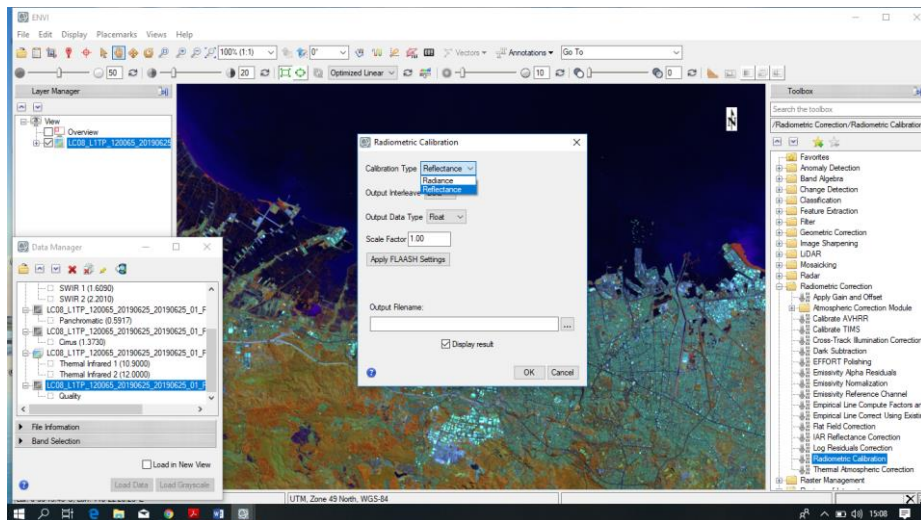 ENVI
File Edit Display Placemarks Views Help
100% (1:1) 0° Vectors Annotations Go To
50 20 Optimized Linear 10 0
Layer Manager
View
Overview
LC08_L1TP_120065_20190625
Data Manager
SWIR 1 (1.6090)
SWIR 2 (2.2010)
LC08_L1TP_120065_20190625_20190625_01_F
Panchromatic (0.5917)
LC08_L1TP_120065_20190625_20190625_01_F
Cirrus (1.3730)
LC08_L1TP_120065_20190625_20190625_01_F
Thermal Infrared 1 (10.9000)
Thermal Infrared 2 (12.0000)
LC08_L1TP_120065_20190625_20190625_01_F
Quality
File Information
Band Selection
Load in New View
Load Data Load Grayscale
Radiometric Calibration
Calibration Type Reflectance
Radiance
Reflectance
Output Interleave
Output Data Type Float
Scale Factor 1.00
Apply FLAASH Settings
Output Filename:
...
Display result
OK Cancel
N
Toolbox
Search the toolbox
/Radiometric Correction/Radiometric Calibration
Favorites
Anomaly Detection
Band Algebra
Change Detection
Classification
Feature Extraction
Filter
Geometric Correction
Image Sharpening
LiDAR
Mosaicking
Radar
Radiometric Correction
Apply Gain and Offset
Atmospheric Correction Module
Calibrate AVHRR
Calibrate TIMS
Cross-Track Illumination Correction
Dark Subtraction
EFFORT Polishing
Emissivity Alpha Residuals
Emissivity Normalization
Emissivity Reference Channel
Empirical Line Compute Factors an
Empirical Line Correct Using Existi
Flat Field Correction
IAR Reflectance Correction
Log Residuals Correction
Radiometric Calibration
Thermal Atmospheric Correction
Raster Management
UTM, Zone 49 North, WGS-84
15:08